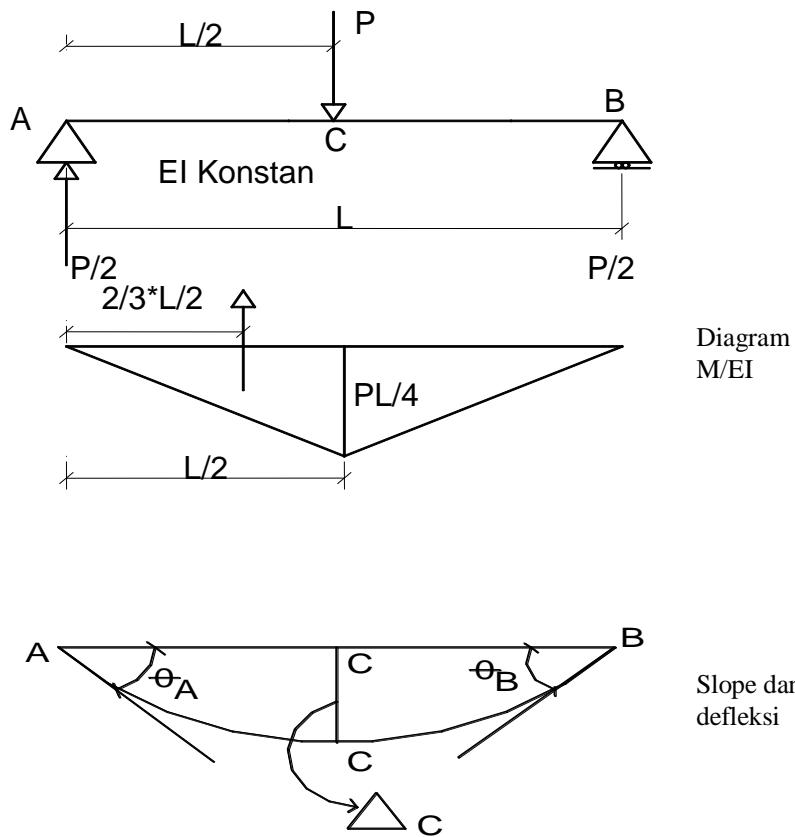 L/2
P
A
B
C
EI Konstan
L
P/2
P/2
2/3*L/2
Diagram
M/EI
PL/4
L/2
A
C
B
θA
θB
Slope dan
defleksi
C
C